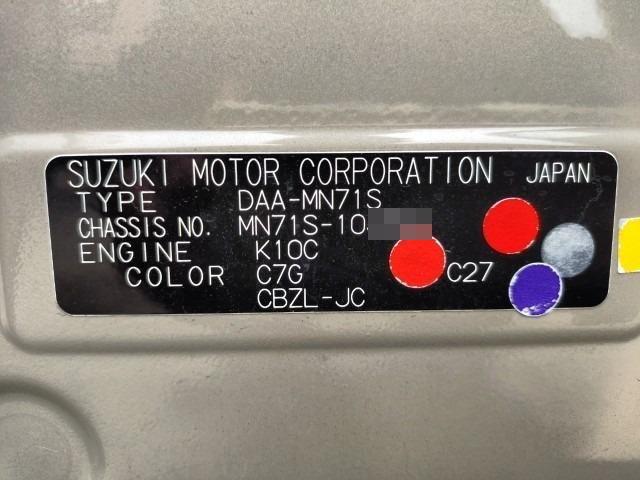 SUZUKI MOTOR CORPORATION JAPAN
TYPE DAA-MN71S
CHASSIS NO. MN71S-10
ENGINE K10C
COLOR C7G C27
CBZL-JC